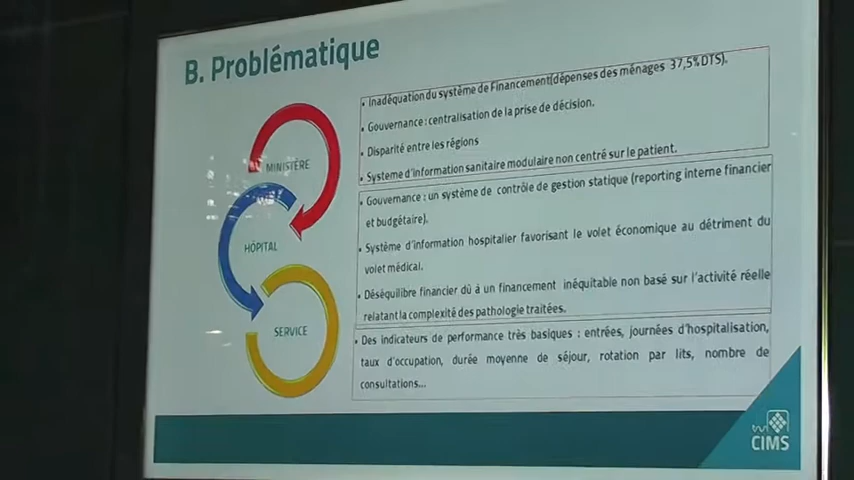 B. Problématique
MINISTÈRE
• Inadéquation du système de Financement(dépenses des ménages 37,5%DTS).
• Gouvernance : centralisation de la prise de décision.
• Disparité entre les régions
• Systeme d'information sanitaire modulaire non centré sur le patient.
HÔPITAL
• Gouvernance : un système de contrôle de gestion statique (reporting interne financier
et budgétaire).
• Système d'information hospitalier favorisant le volet économique au détriment du
volet médical.
• Déséquilibre financier dû à un financement inéquitable non basé sur l'activité réelle
relatant la complexité des pathologie traitées.
SERVICE
• Des indicateurs de performance très basiques : entrées, journées d'hospitalisation,
taux d'occupation, durée moyenne de séjour, rotation par lits, nombre de
consultations...
CIMS